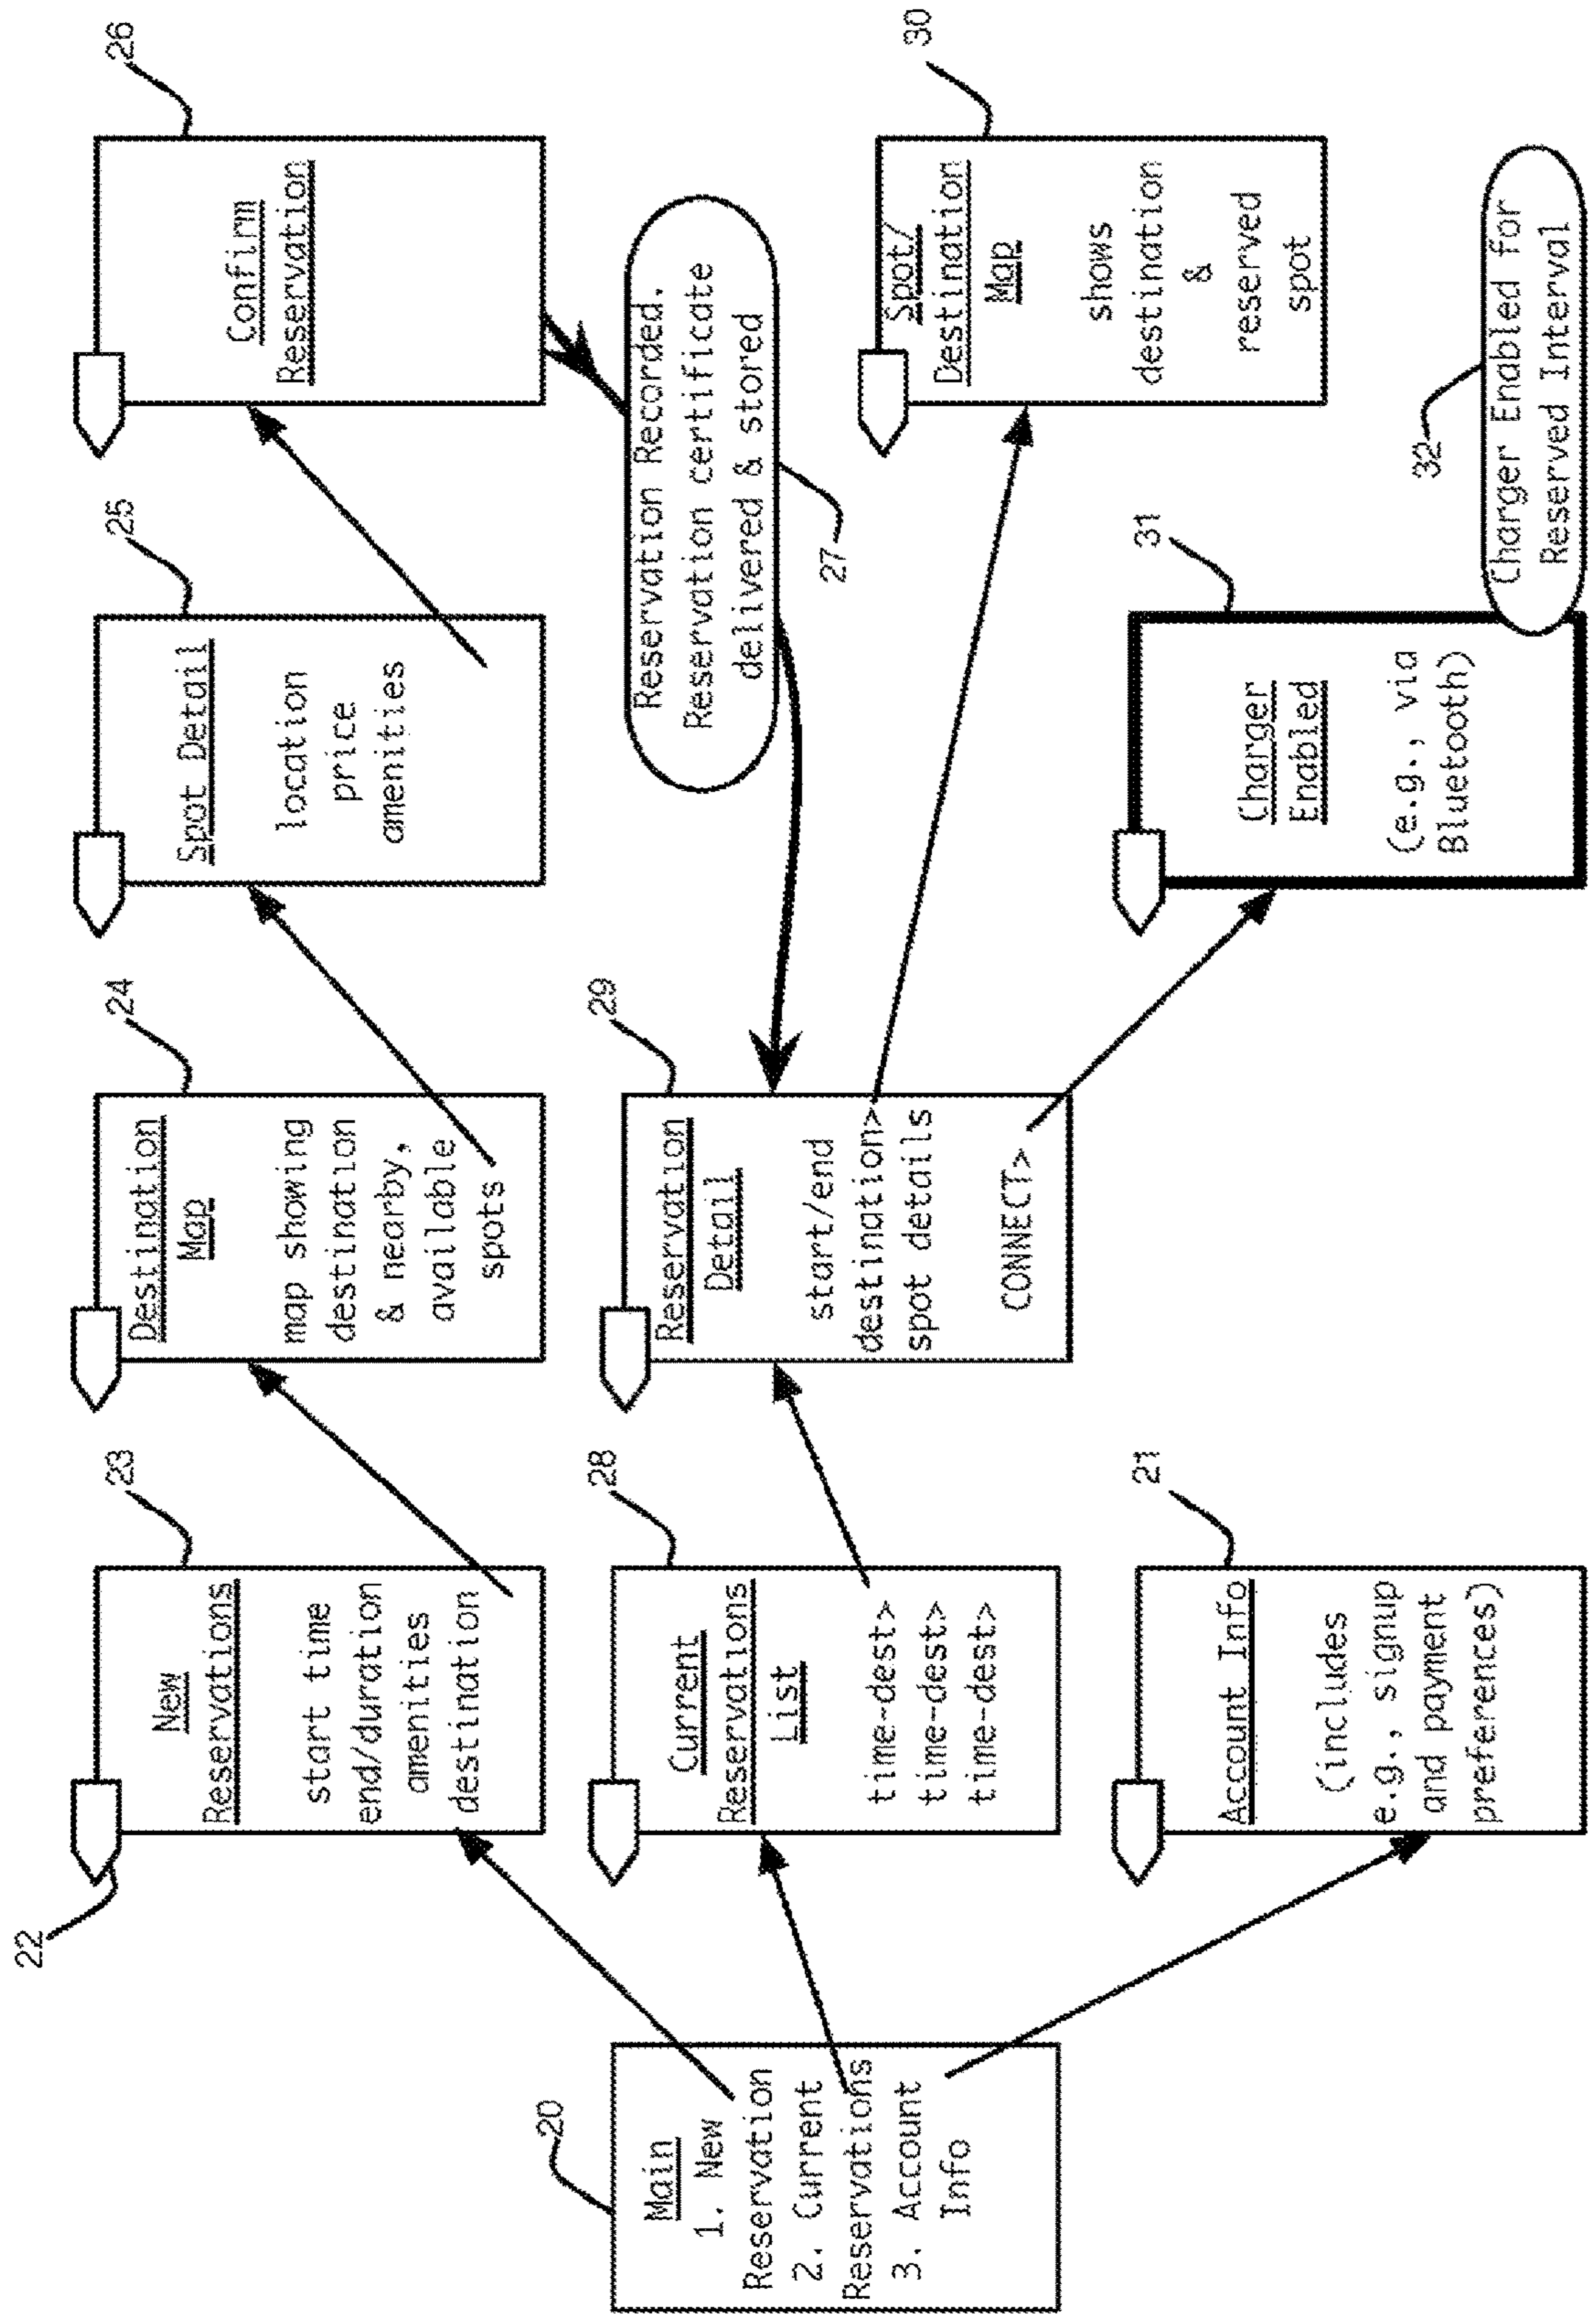 20
Main
1. New
Reservation
2. Current
Reservations
3. Account
Info
22
23
New
Reservations
start time
end/duration
amenities
destination
24
Destination
Map
map showing
destination
& nearby,
available
spots
25
Spot Detail
location
price
amenities
26
Confirm
Reservation
Reservation Recorded.
Reservation certificate
delivered & stored
27
28
Current
Reservations
List
time-dest>
time-dest>
time-dest>
29
Reservation
Detail
start/end
destination>
spot details
CONNECT>
30
Spot/
Destination
Map
shows
destination
&
reserved
spot
21
Account Info
(includes
e.g., signup
and payment
preferences)
31
Charger
Enabled
(e.g., via
Bluetooth)
32
Charger Enabled for
Reserved Interval